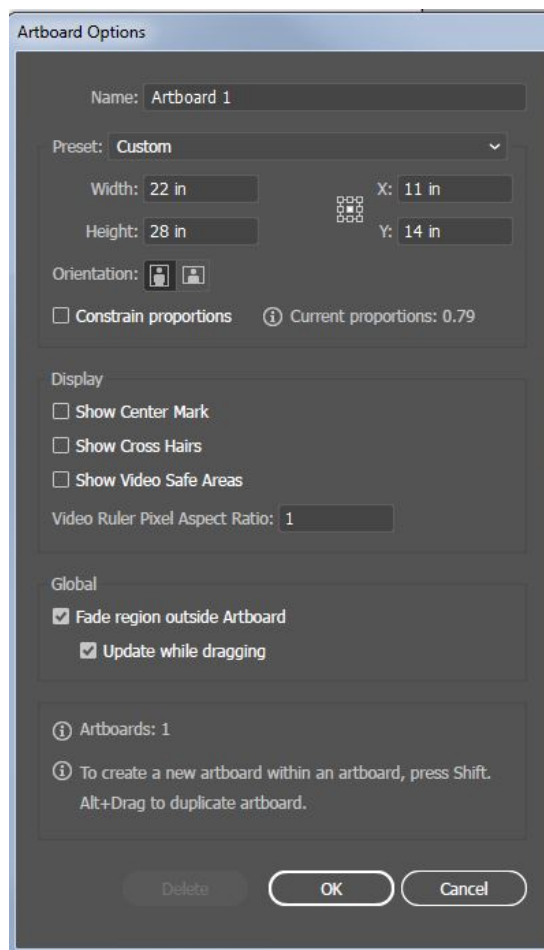 Artboard Options
Name: Artboard 1
Preset: Custom
Width: 22 in X: 11 in
Height: 28 in Y: 14 in
Orientation:
Constrain proportions Current proportions: 0.79
Display
Show Center Mark
Show Cross Hairs
Show Video Safe Areas
Video Ruler Pixel Aspect Ratio: 1
Global
Fade region outside Artboard
Update while dragging
Artboards: 1
To create a new artboard within an artboard, press Shift.
Alt+Drag to duplicate artboard.
Delete OK Cancel